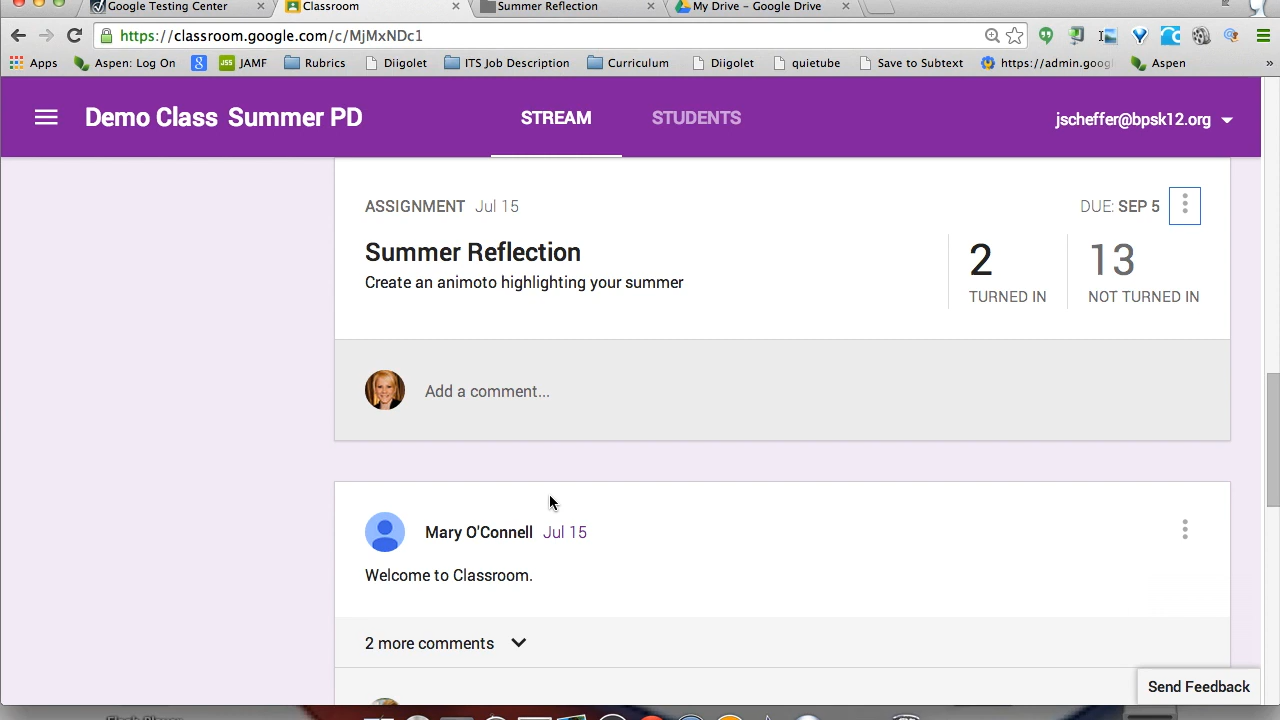 Google Testing Center
Classroom
Summer Reflection
My Drive - Google Drive
https://classroom.google.com/c/MjMxNDc1
Apps
Aspen: Log On
g
JSS JAMF
Rubrics
Diigolet
ITS Job Description
Curriculum
Diigolet
quietube
Save to Subtext
https://admin.goog
Aspen
»
Demo Class Summer PD
STREAM
STUDENTS
jscheffer@bpsk12.org
ASSIGNMENT Jul 15
DUE: SEP 5
Summer Reflection
Create an animoto highlighting your summer
2
TURNED IN
13
NOT TURNED IN
Add a comment...
Mary O'Connell Jul 15
Welcome to Classroom.
2 more comments
Send Feedback